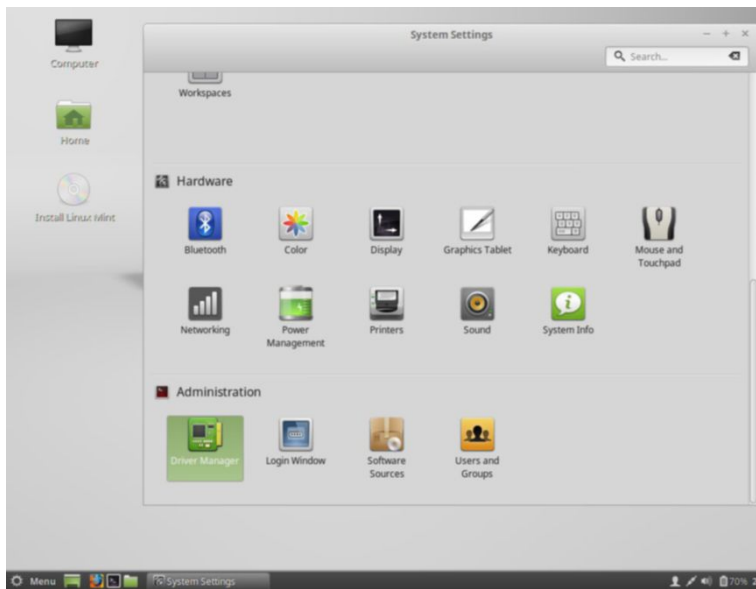 System Settings
Computer
Search...
Workspaces
Home
Hardware
Install Linux Mint
Bluetooth
Color
Display
Graphics Tablet
Keyboard
Mouse and
Touchpad
Networking
Power
Management
Printers
Sound
System Info
Administration
Driver Manager
Login Window
Software
Sources
Users and
Groups
Menu
System Settings
70%